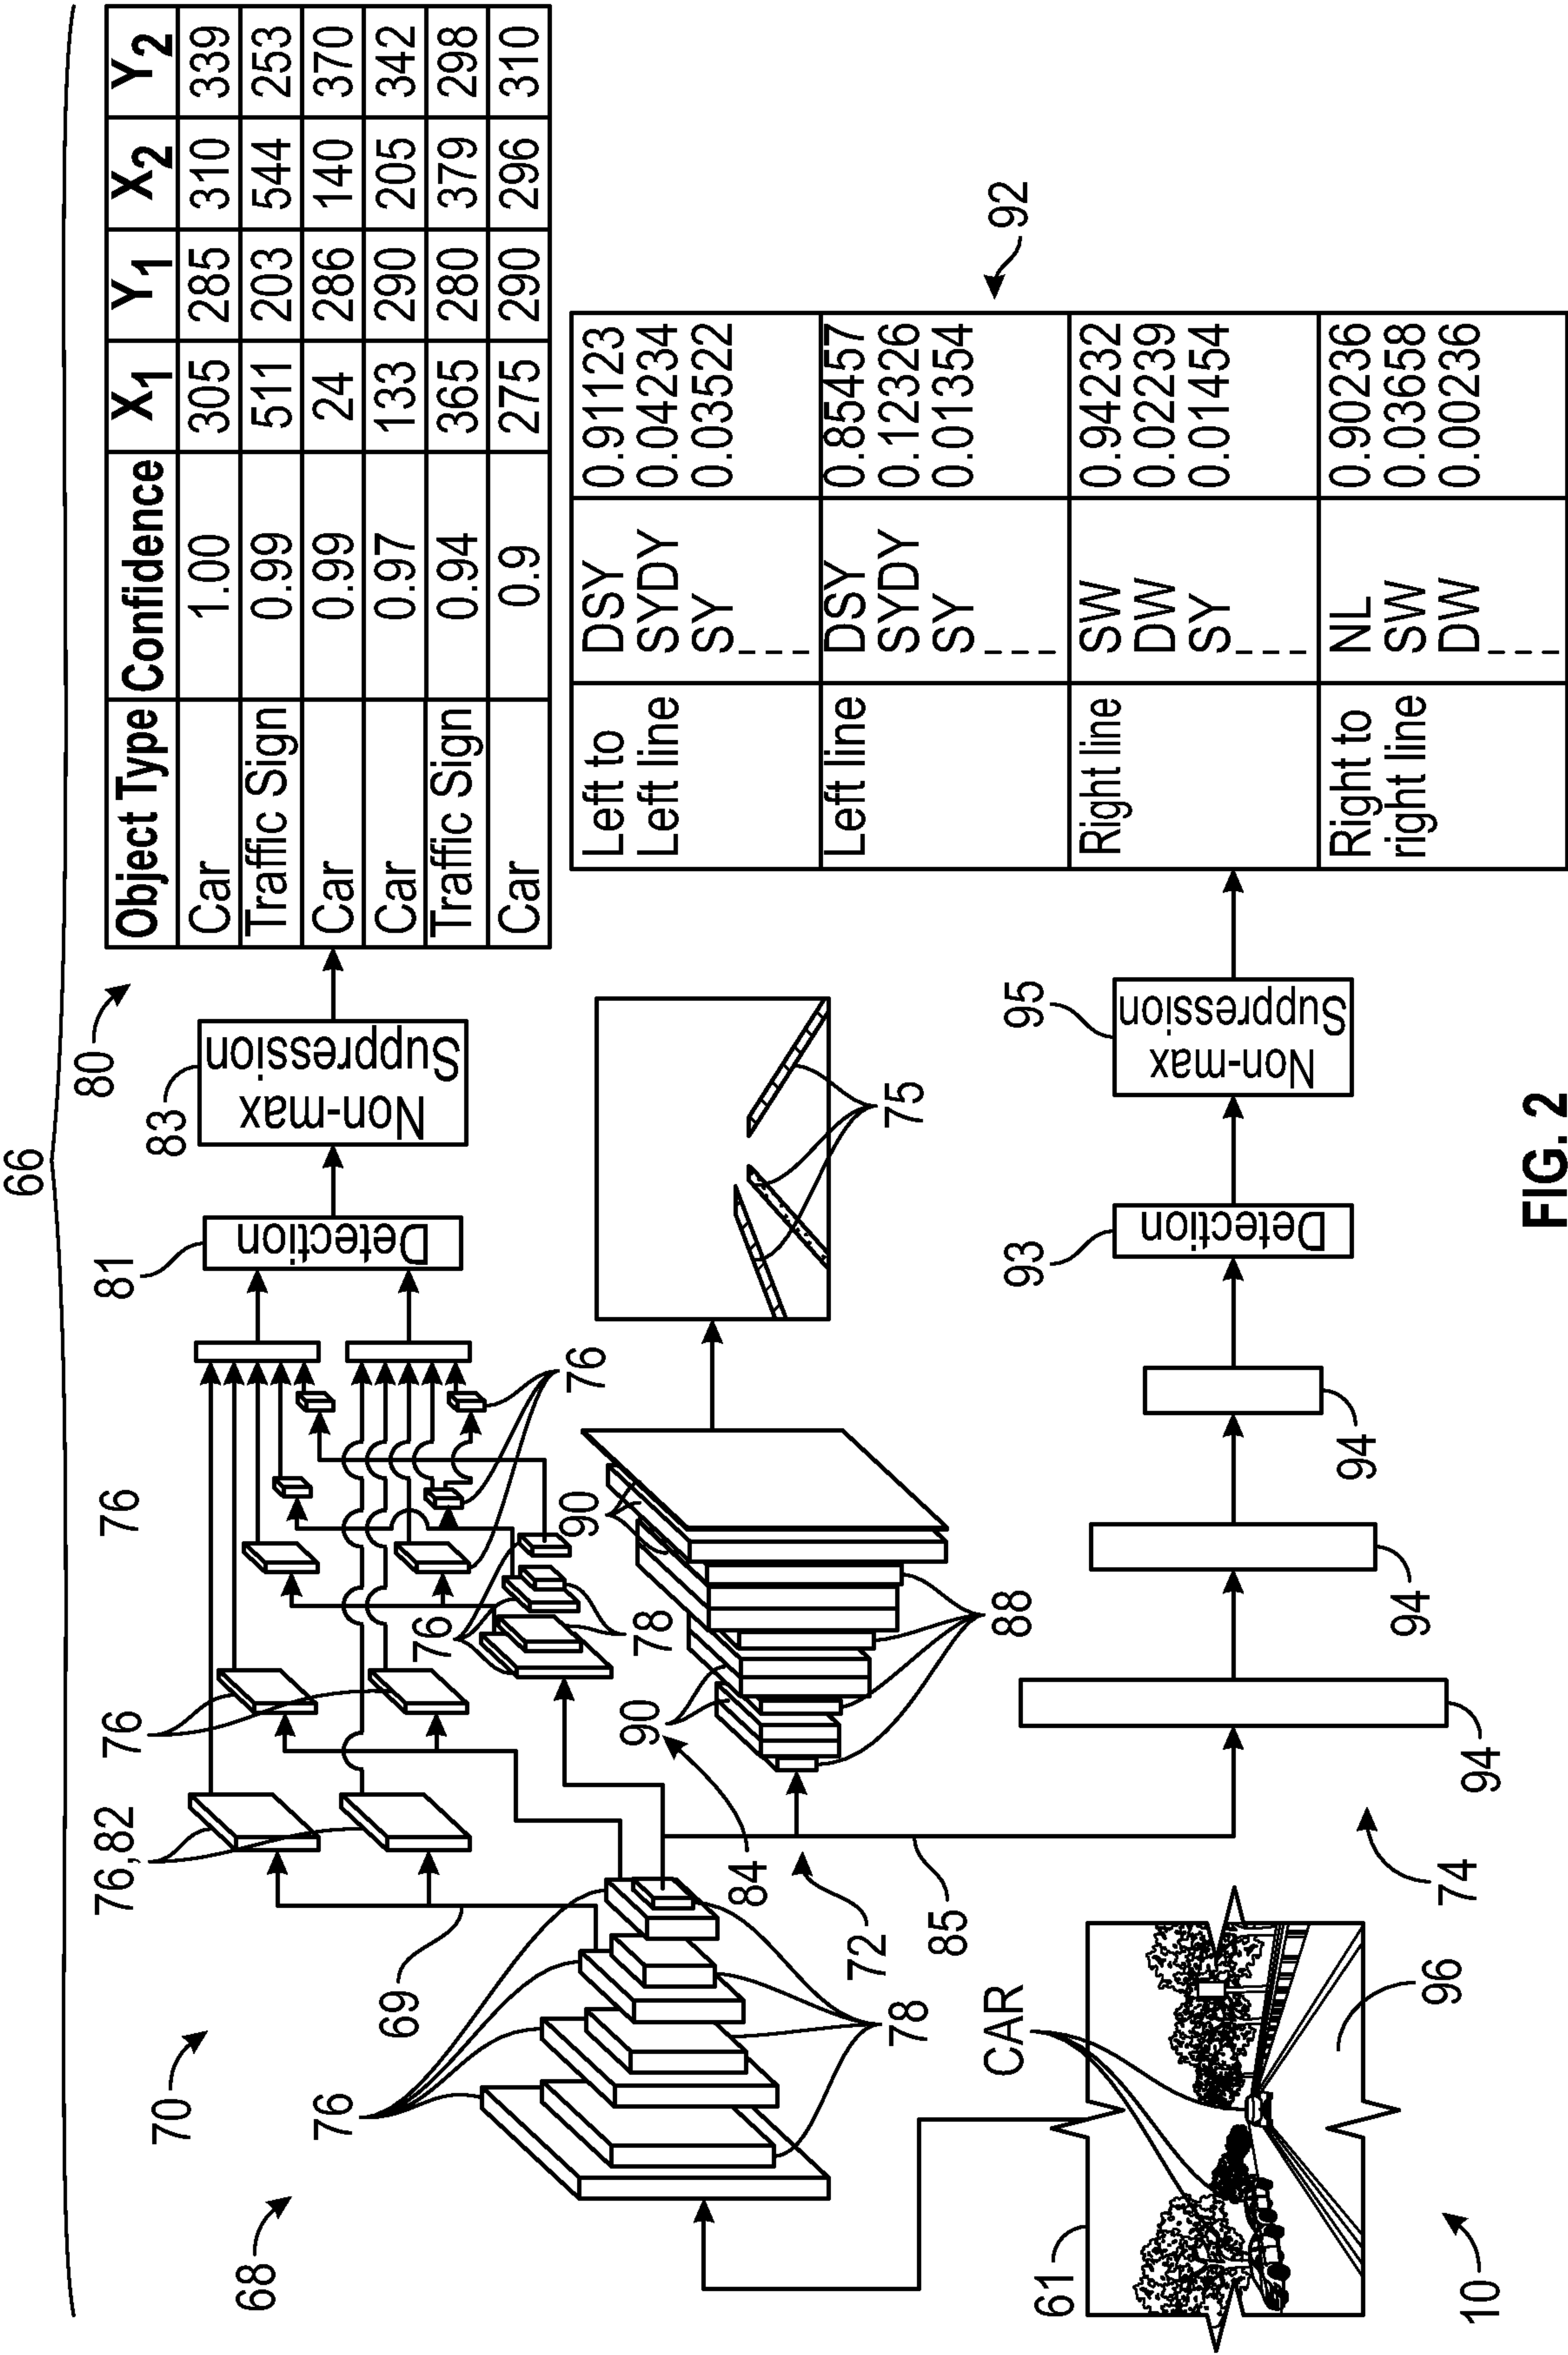 66
80
Object Type Confidence X1 Y1 X2 Y2
Car 1.00 305 285 310 339
Traffic Sign 0.99 511 203 544 253
Car 0.99 24 286 140 370
Car 0.97 133 290 205 342
Traffic Sign 0.94 365 280 379 298
Car 0.9 275 290 296 310
68
70
76
69
76,82
76
76
76
78
76
81
Detection
83
Non-max
Suppression
78
72
84
85
90
90
88
75
92
Left to DSY 0.91123
Left line SYDY 0.04234
SY 0.03522
---
Left line DSY 0.85457
SYDY 0.12326
SY 0.01354
---
Right line SW 0.94232
DW 0.02239
SY 0.01454
---
Right to NL 0.90236
right line SW 0.03658
DW 0.00236
---
61
CAR
96
10
74
94
94
94
93
Detection
95
Non-max
Suppression
FIG. 2